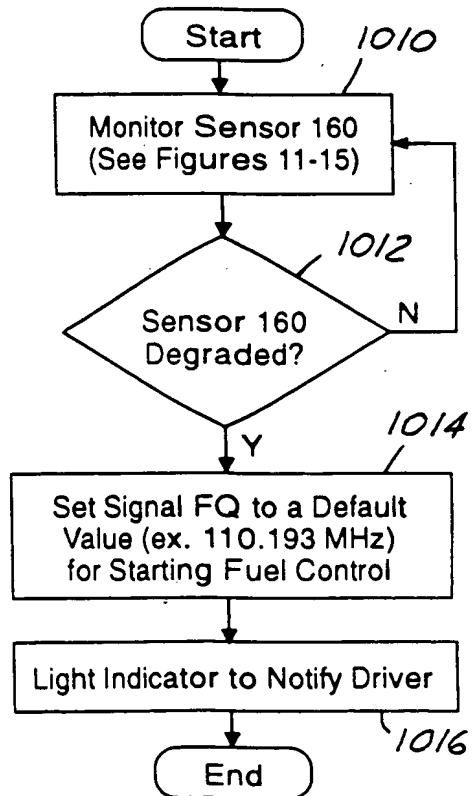 Start
1010
Monitor Sensor 160
(See Figures 11-15)
1012
Sensor 160
Degraded?
N
Y
1014
Set Signal FQ to a Default
Value (ex. 110.193 MHz)
for Starting Fuel Control
Light Indicator to Notify Driver
1016
End